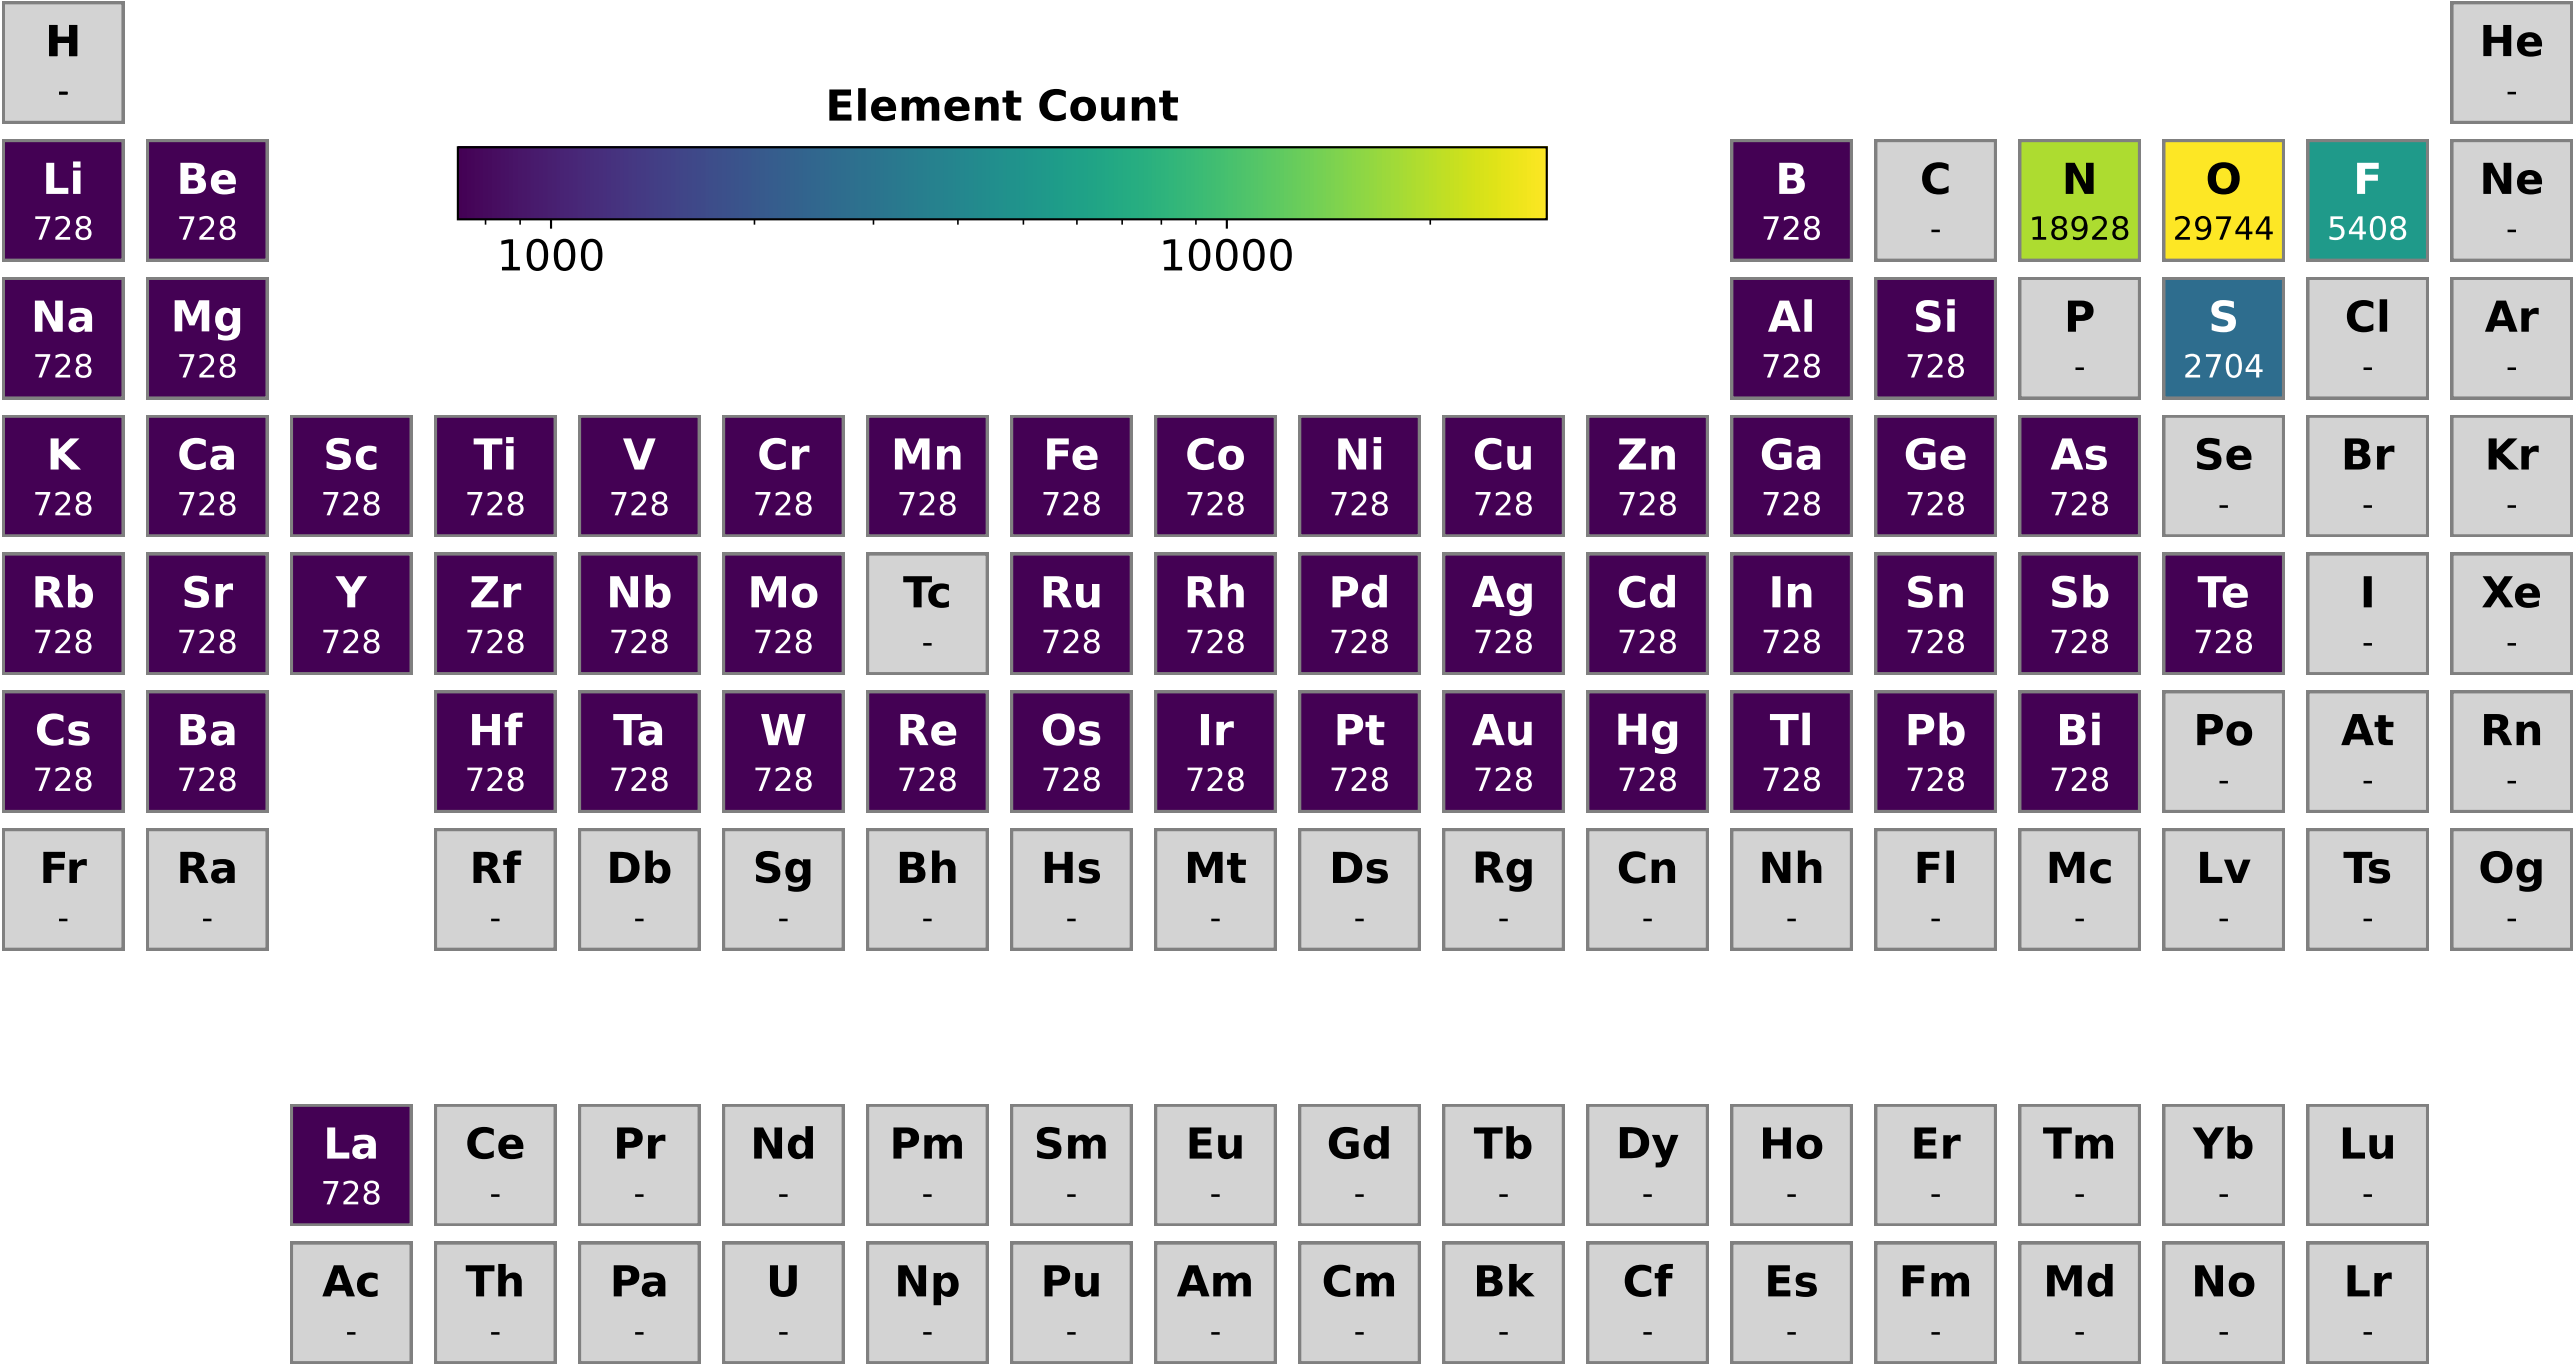 H He
- -
Element Count
1000 10000
Li Be B C N O F Ne
728 728 728 - 18928 29744 5408 -
Na Mg Al Si P S Cl Ar
728 728 728 728 - 2704 - -
K Ca Sc Ti V Cr Mn Fe Co Ni Cu Zn Ga Ge As Se Br Kr
728 728 728 728 728 728 728 728 728 728 728 728 728 728 728 - - -
Rb Sr Y Zr Nb Mo Tc Ru Rh Pd Ag Cd In Sn Sb Te I Xe
728 728 728 728 728 728 - 728 728 728 728 728 728 728 728 728 - -
Cs Ba Hf Ta W Re Os Ir Pt Au Hg Tl Pb Bi Po At Rn
728 728 728 728 728 728 728 728 728 728 728 728 728 728 - - -
Fr Ra Rf Db Sg Bh Hs Mt Ds Rg Cn Nh Fl Mc Lv Ts Og
- - - - - - - - - - - - - - - - -
La Ce Pr Nd Pm Sm Eu Gd Tb Dy Ho Er Tm Yb Lu
728 - - - - - - - - - - - - - -
Ac Th Pa U Np Pu Am Cm Bk Cf Es Fm Md No Lr
- - - - - - - - - - - - - - -